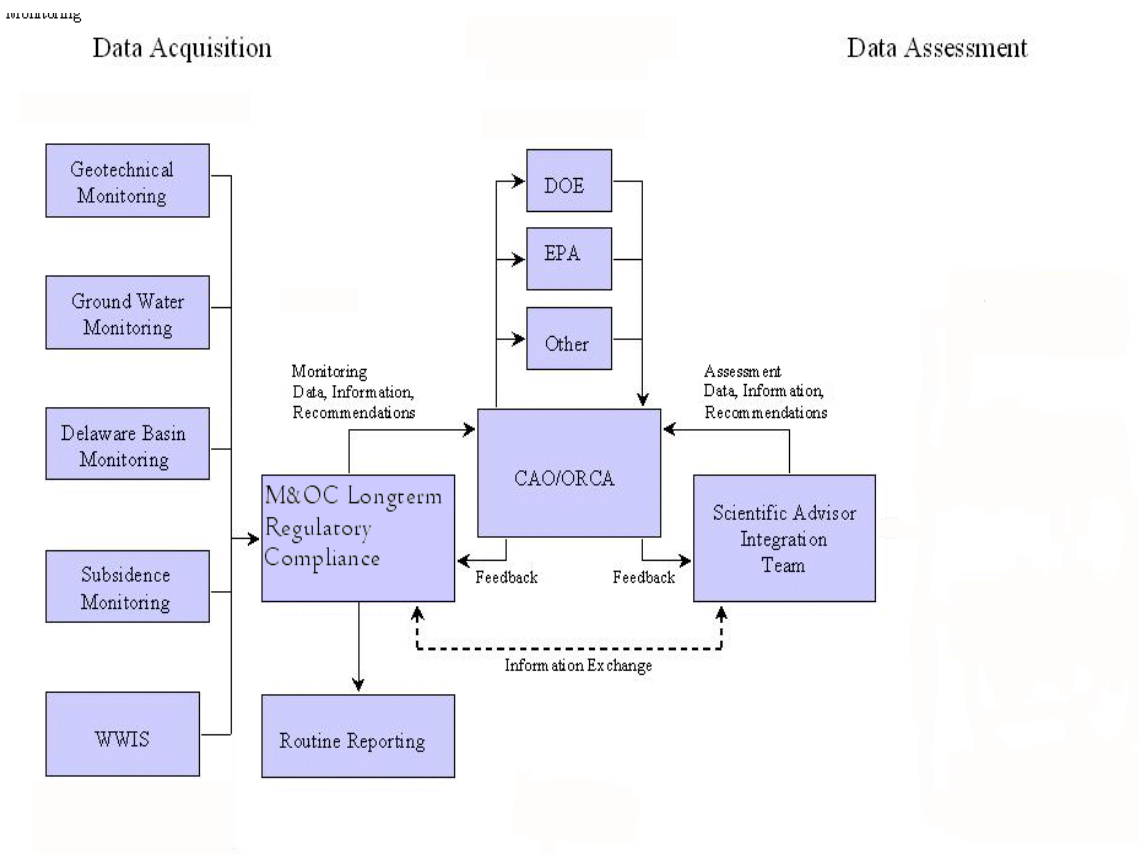 Monitoring
Data Acquisition
Data Assessment
Geotechnical
Monitoring
Ground Water
Monitoring
Delaware Basin
Monitoring
Subsidence
Monitoring
WWIS
DOE
EPA
Other
Monitoring
Data, Information,
Recommendations
Assessment
Data, Information,
Recommendations
CAO/ORCA
M&OC Longterm
Regulatory
Compliance
Scientific Advisor
Integration
Team
Feedback
Feedback
Information Exchange
Routine Reporting